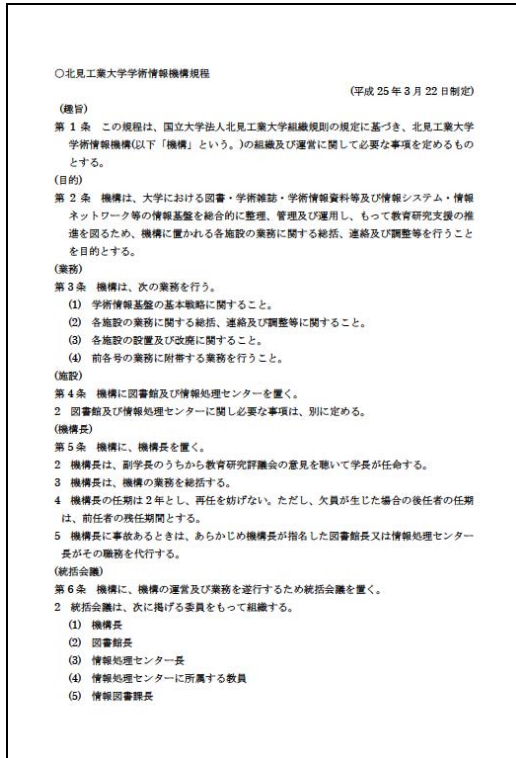 ○北見工業大学学術情報機構規程
(平成 25 年 3 月 22 日制定)
(趣旨)
第 1 条　この規程は、国立大学法人北見工業大学組織規則の規定に基づき、北見工業大学
学術情報機構(以下「機構」という。)の組織及び運営に関して必要な事項を定めるもの
とする。
(目的)
第 2 条　機構は、大学における図書・学術雑誌・学術情報資料等及び情報システム・情報
ネットワーク等の情報基盤を総合的に整理、管理及び運用し、もって教育研究支援の推
進を図るため、機構に置かれる各施設の業務に関する総括、連絡及び調整等を行うこと
を目的とする。
(業務)
第 3 条　機構は、次の業務を行う。
(1)　学術情報基盤の基本戦略に関すること。
(2)　各施設の業務に関する総括、連絡及び調整等に関すること。
(3)　各施設の設置及び改廃に関すること。
(4)　前各号の業務に附帯する業務を行うこと。
(施設)
第 4 条　機構に図書館及び情報処理センターを置く。
2　図書館及び情報処理センターに関し必要な事項は、別に定める。
(機構長)
第 5 条　機構に、機構長を置く。
2　機構長は、副学長のうちから教育研究評議会の意見を聴いて学長が任命する。
3　機構長は、機構の業務を総括する。
4　機構長の任期は 2 年とし、再任を妨げない。ただし、欠員が生じた場合の後任者の任期
は、前任者の残任期間とする。
5　機構長に事故あるときは、あらかじめ機構長が指名した図書館長又は情報処理センター
長がその職務を代行する。
(統括会議)
第 6 条　機構に、機構の運営及び業務を遂行するため統括会議を置く。
2　統括会議は、次に掲げる委員をもって組織する。
(1)　機構長
(2)　図書館長
(3)　情報処理センター長
(4)　情報処理センターに所属する教員
(5)　情報図書課長